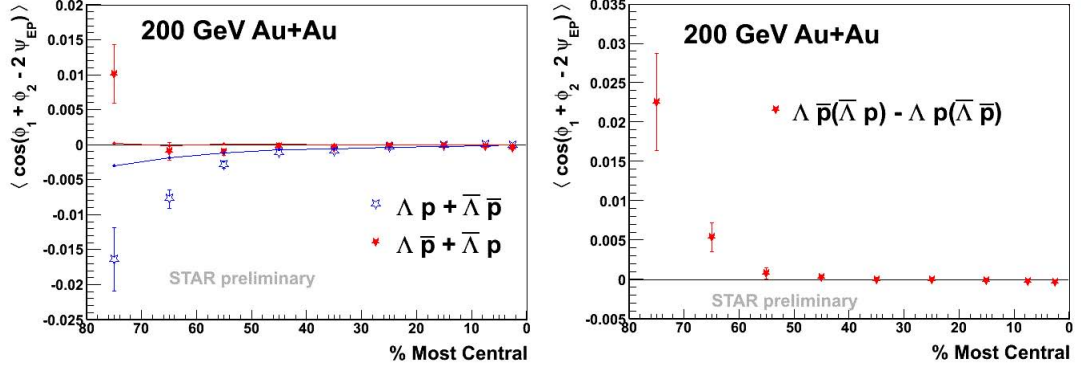 ⟨ cos(ϕ₁ + ϕ₂ - 2 ψ_EP) ⟩
0.02
0.015
0.01
0.005
0
-0.005
-0.01
-0.015
-0.02
-0.025
200 GeV Au+Au
Λ p + Λ̅ p̅
Λ p̅ + Λ̅ p
STAR preliminary
80 70 60 50 40 30 20 10 0
% Most Central
⟨ cos(ϕ₁ + ϕ₂ - 2 ψ_EP) ⟩
0.035
0.03
0.025
0.02
0.015
0.01
0.005
0
-0.005
200 GeV Au+Au
Λ p̅(Λ̅ p) - Λ p(Λ̅ p̅)
STAR preliminary
80 70 60 50 40 30 20 10 0
% Most Central